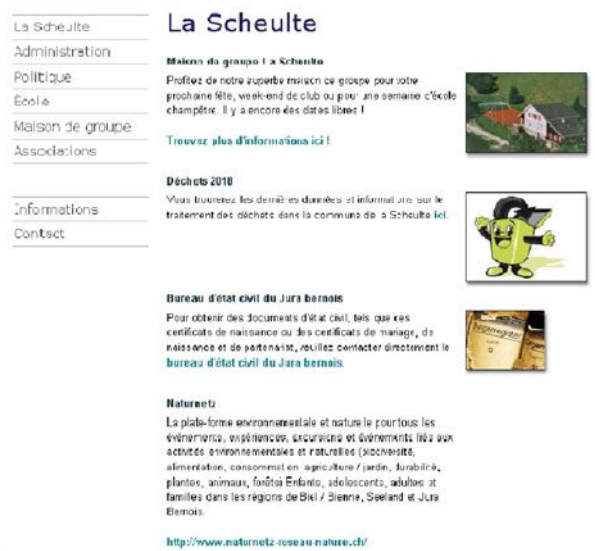 La Scheulte
Administration
Politique
École
Maison de groupe
Associations
Informations
Contact
La Scheulte
Maison de groupe La Scheulte
Profitez de notre superbe maison de groupe pour votre
prochaine fête, week-end de club ou pour une semaine d'école
champêtre. Il y a encore des dates libres !
Trouvez plus d'informations ici !
Déchets 2018
Vous trouverez les dernières données et informations sur le
traitement des déchets dans la commune de la Scheulte ici.
Bureau d'état civil du Jura bernois
Pour obtenir des documents d'état civil, tels que des
certificats de naissance ou des certificats de mariage, de
naissance et de partenariat, veuillez contacter directement le
bureau d'état civil du Jura bernois.
Naturnetz
La plate-forme environnementale et naturelle pour tous les
événements, expériences, excursions et événements liés aux
activités environnementales et naturelles (biodiversité,
alimentation, consommation, agriculture / jardin, durabilité,
plantes, animaux, forêts) Enfants, adolescents, adultes et
familles dans les régions de Biel / Bienne, Seeland et Jura
Bernois.
http://www.naturnetz-reseau-nature.ch/